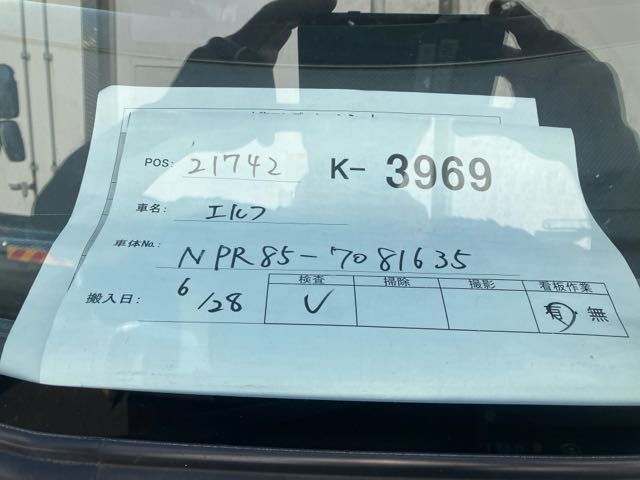 POS: 21742 K- 3969
車名: エルフ
車体No. NPR85-7081635
搬入日: 6/28
検査 掃除 撮影 看板作業
✓ 有 無